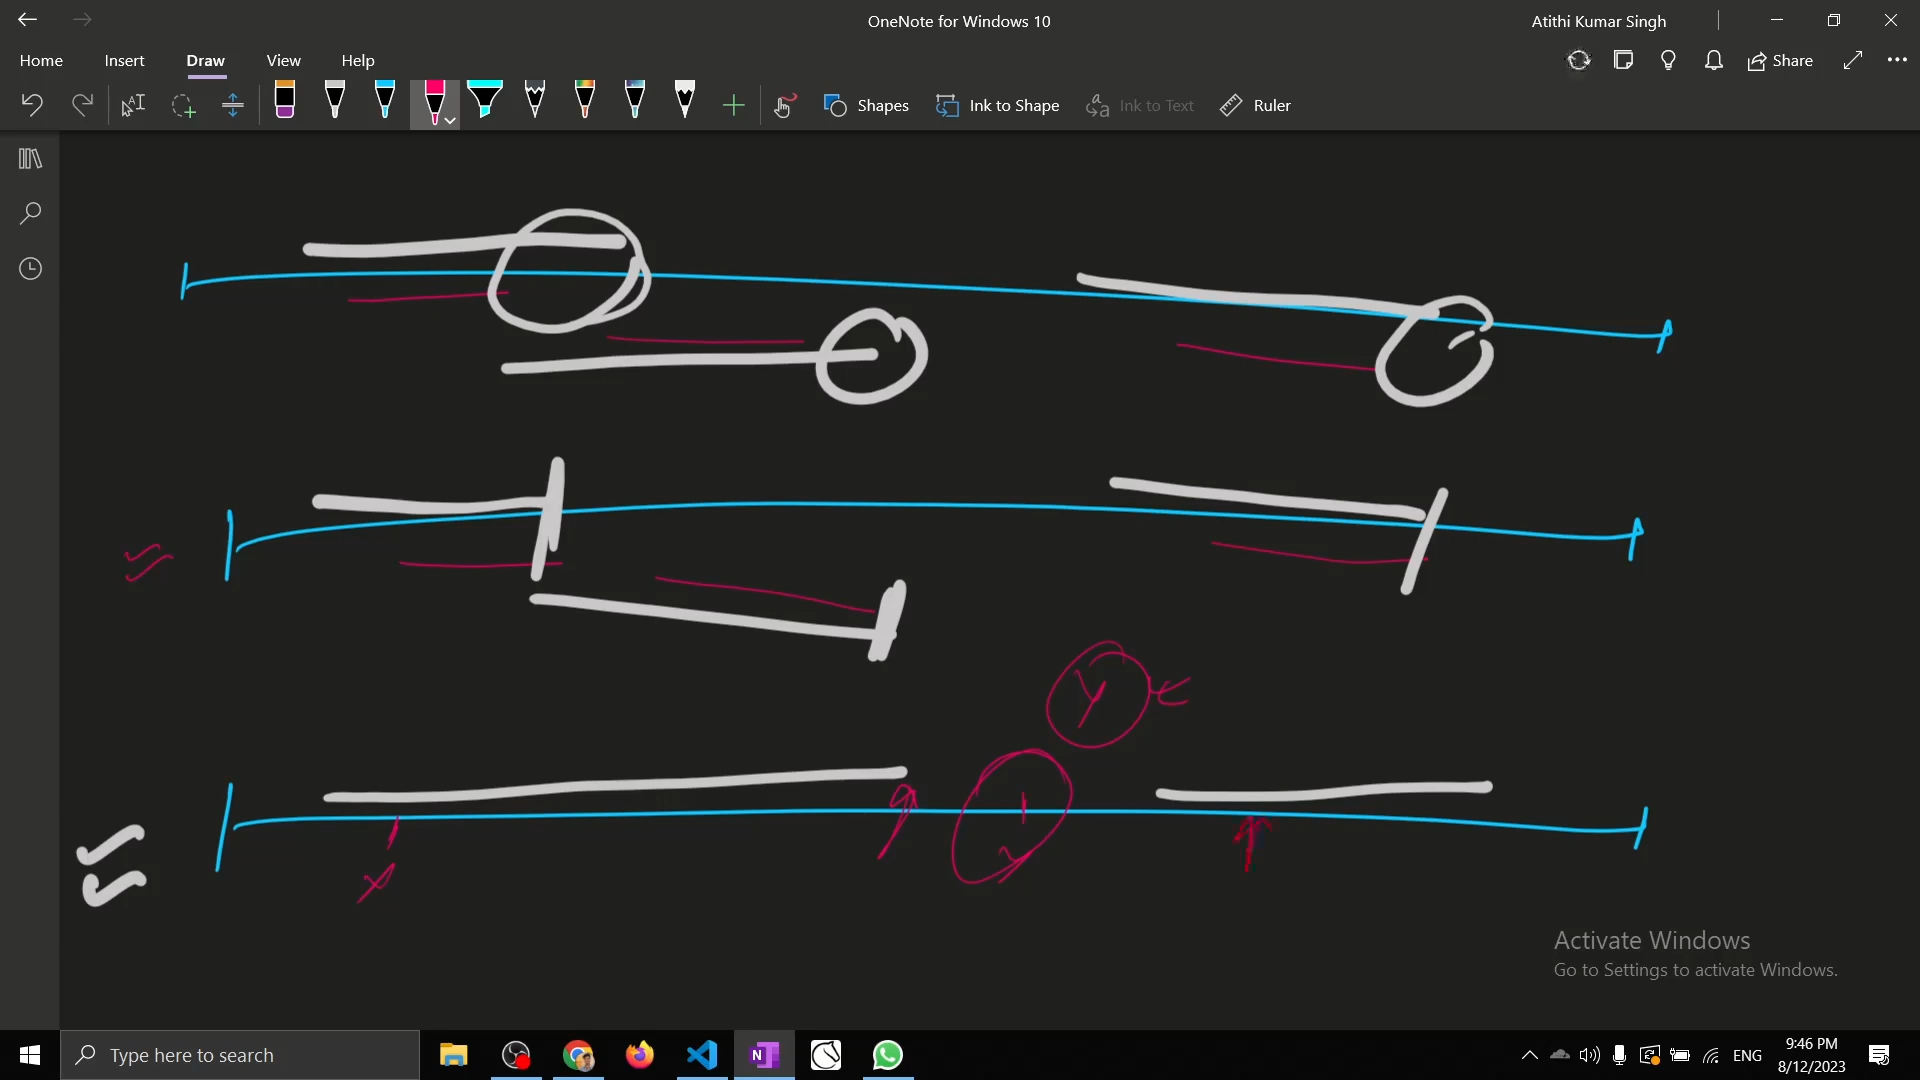 OneNote for Windows 10
Atithi Kumar Singh
Home
Insert
Draw
View
Help
Share
Shapes
Ink to Shape
Ink to Text
Ruler
y
1
2
x
Activate Windows
Go to Settings to activate Windows.
Type here to search
ENG
9:46 PM
8/12/2023